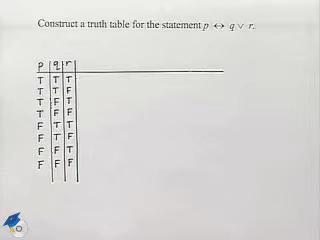 Construct a truth table for the statement p ↔ q ∨ r.
p q r
T T T
T T F
T F T
T F F
F T T
F T F
F F T
F F F